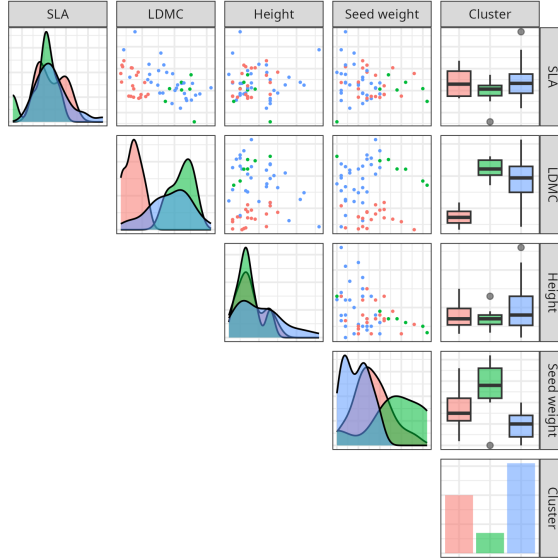 SLA
LDMC
Height
Seed weight
Cluster
SLA
LDMC
Height
Seed weight
Cluster